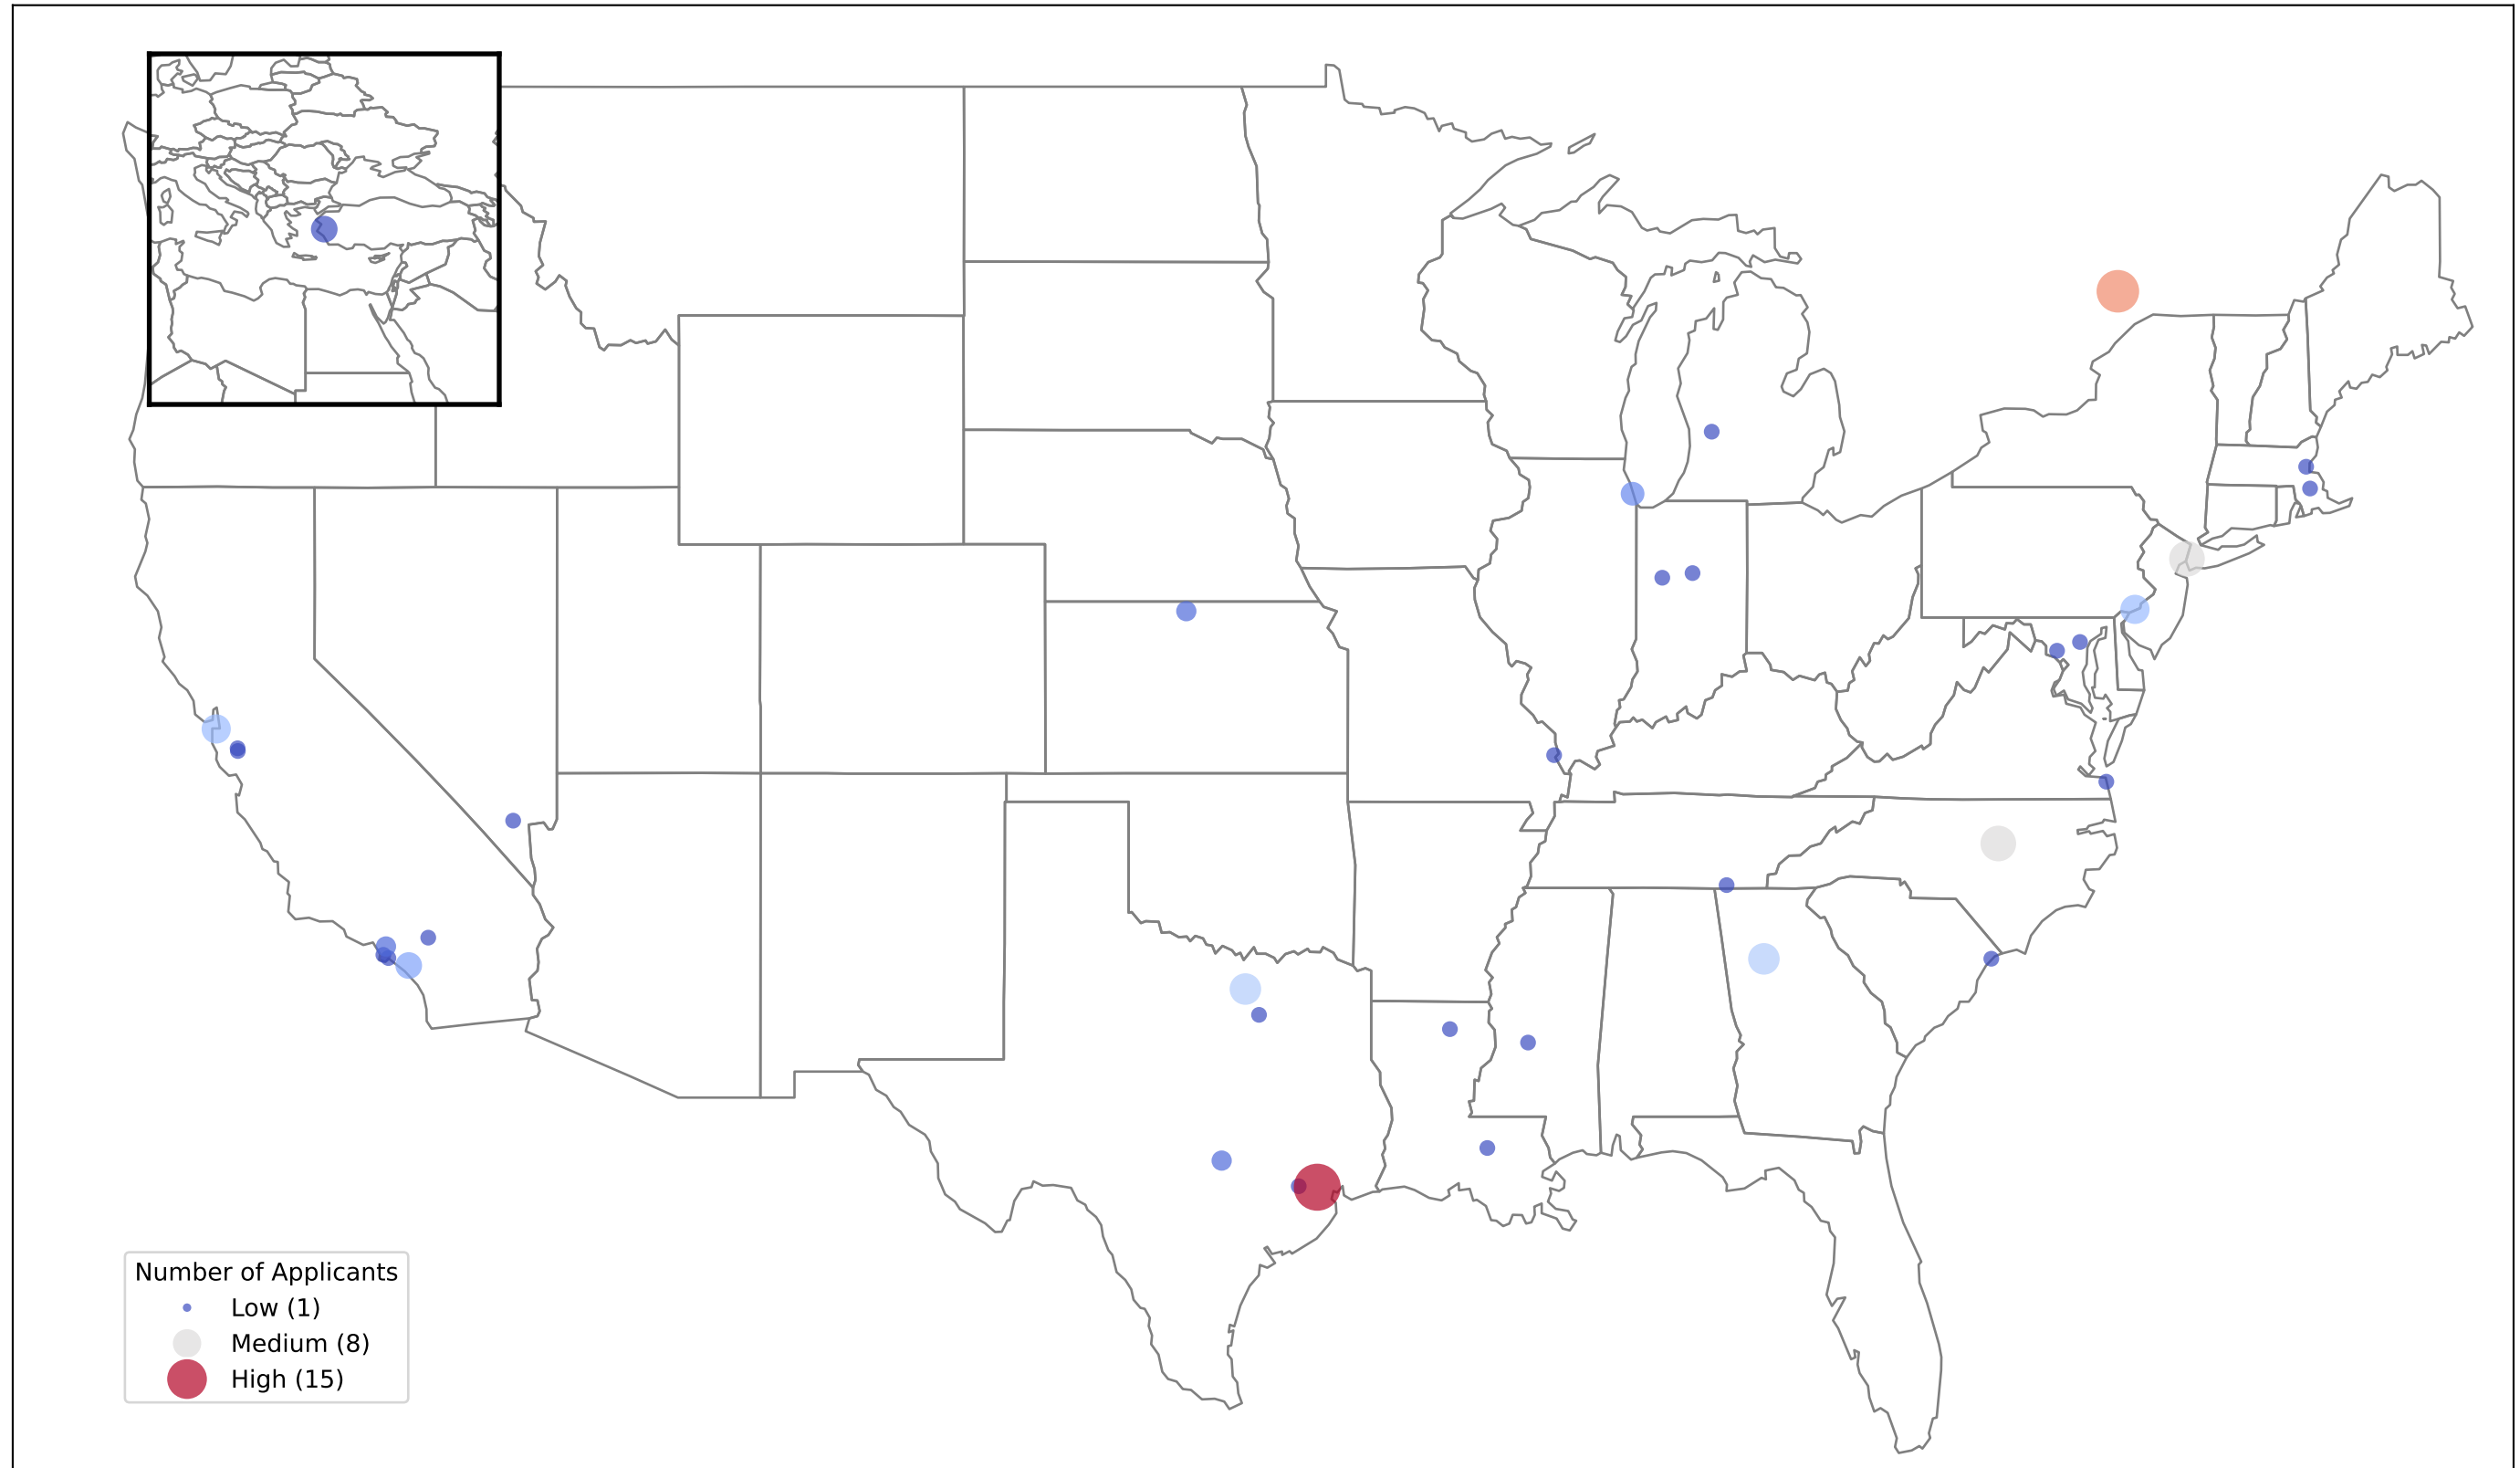 Number of Applicants
Low (1)
Medium (8)
High (15)